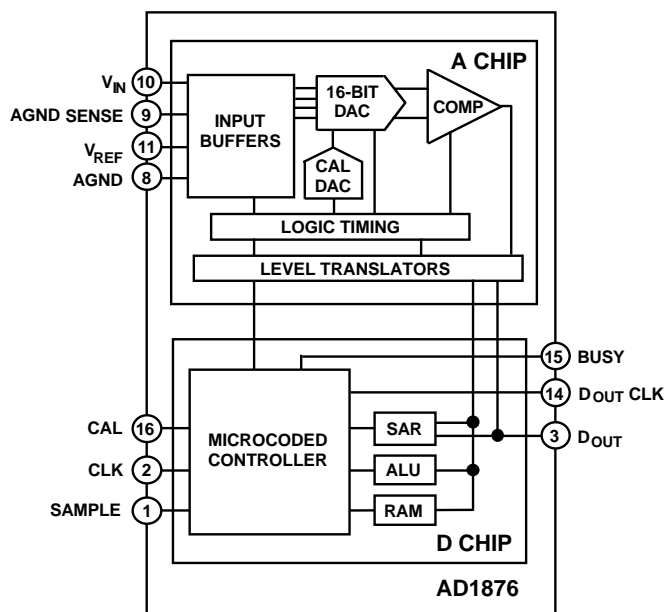 A CHIP
V_IN 10
AGND SENSE 9
V_REF 11
AGND 8
INPUT
BUFFERS
16-BIT
DAC
COMP
CAL
DAC
LOGIC TIMING
LEVEL TRANSLATORS
15 BUSY
14 D_OUT CLK
3 D_OUT
CAL 16
CLK 2
SAMPLE 1
MICROCODED
CONTROLLER
SAR
ALU
RAM
D CHIP
AD1876